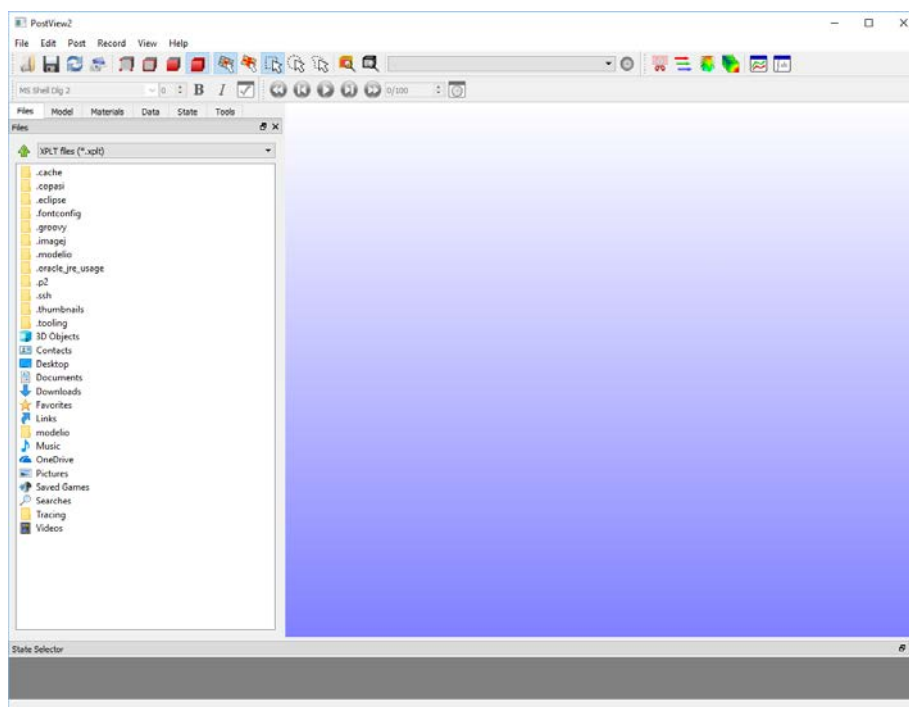 PostView2
File Edit Post Record View Help
MS Shell Dlg 2 0 B I 0/100
Files Model Materials Data State Tools
Files
XPLT files (*.xplt)
.cache
.copasi
.eclipse
.fontconfig
.groovy
.imagej
.modelio
.oracle_jre_usage
.p2
.ssh
.thumbnails
.tooling
3D Objects
Contacts
Desktop
Documents
Downloads
Favorites
Links
modelio
Music
OneDrive
Pictures
Saved Games
Searches
Tracing
Videos
State Selector